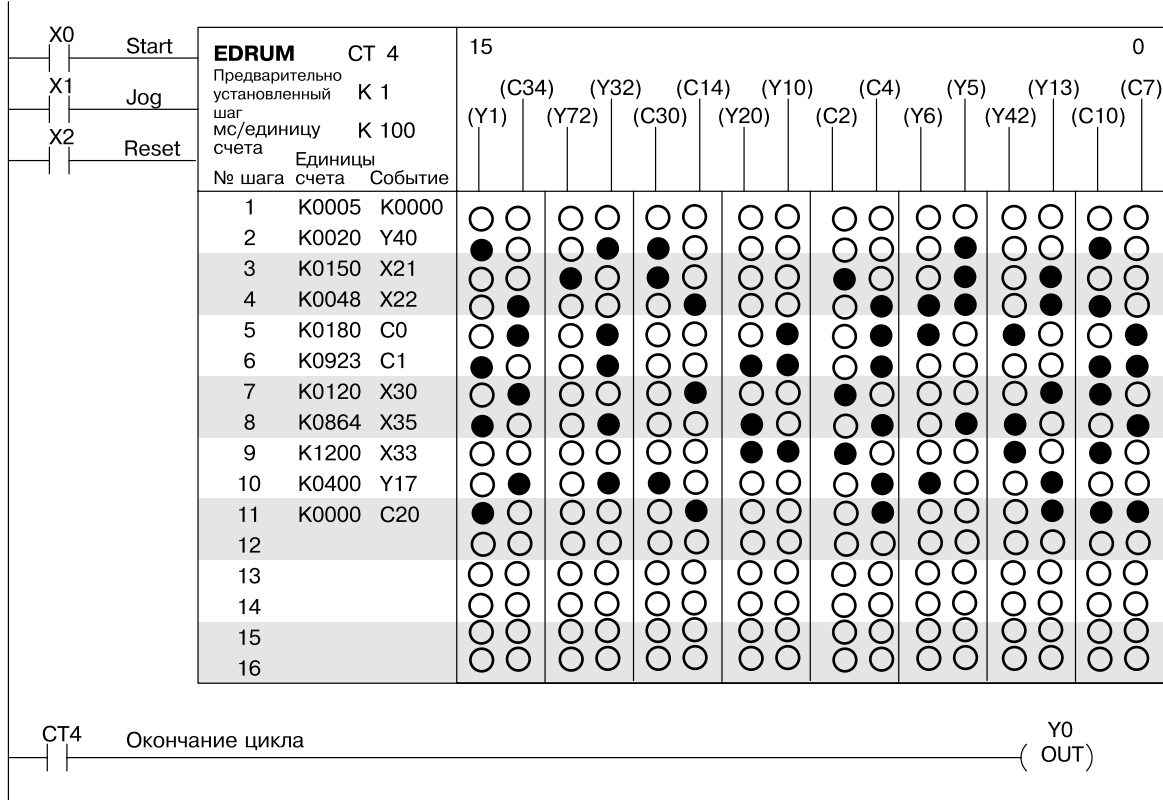 X0 Start
X1 Jog
X2 Reset
EDRUM CT 4
Предварительно
установленный K 1
шаг
мс/единицу K 100
счета
Единицы
№ шага счета Событие
15 0
(C34) (Y32) (C14) (Y10) (C4) (Y5) (Y13) (C7)
(Y1) (Y72) (C30) (Y20) (C2) (Y6) (Y42) (C10)
1 K0005 K0000
2 K0020 Y40
3 K0150 X21
4 K0048 X22
5 K0180 C0
6 K0923 C1
7 K0120 X30
8 K0864 X35
9 K1200 X33
10 K0400 Y17
11 K0000 C20
12
13
14
15
16
CT4 Окончание цикла Y0
( OUT )